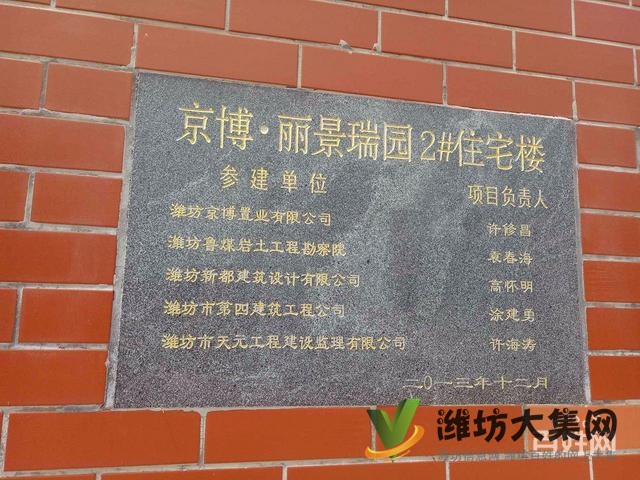 京博·丽景瑞园2#住宅楼
参建单位 项目负责人
潍坊京博置业有限公司 许修昌
潍坊鲁煤岩土工程勘察院 袁春海
潍坊新都建筑设计有限公司 高怀明
潍坊市第四建筑工程公司 涂建勇
潍坊市天元工程建设监理有限公司 许海涛
二〇一三年十二月
潍坊大集网
百姓网